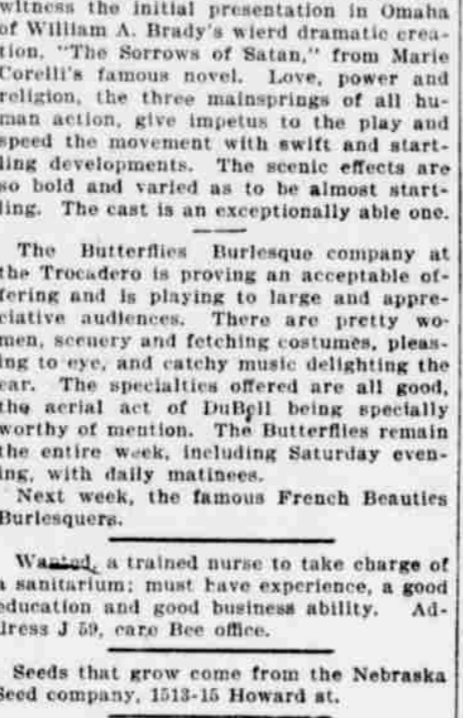 witness the initial presentation in Omaha
of William A. Brady's wierd dramatic crea-
tion, "The Sorrows of Satan," from Marie
Corelli's famous novel. Love, power and
religion, the three mainsprings of all hu-
man action, give impetus to the play and
speed the movement with swift and start-
ling developments. The scenic effects are
so bold and varied as to be almost start-
ling. The cast is an exceptionally able one.
The Butterflies Burlesque company at
the Trocadero is proving an acceptable of-
fering and is playing to large and appre-
ciative audiences. There are pretty wo-
men, scenery and fetching costumes, pleas-
ing to eye, and catchy music delighting the
ear. The specialties offered are all good,
the aerial act of DuBell being specially
worthy of mention. The Butterflies remain
the entire week, including Saturday even-
ing, with daily matinees.
Next week, the famous French Beauties
Burlesquers.
Wanted, a trained nurse to take charge of
a sanitarium; must have experience, a good
education and good business ability. Ad-
dress J 59, care Bee office.
Seeds that grow come from the Nebraska
Seed company, 1513-15 Howard st.